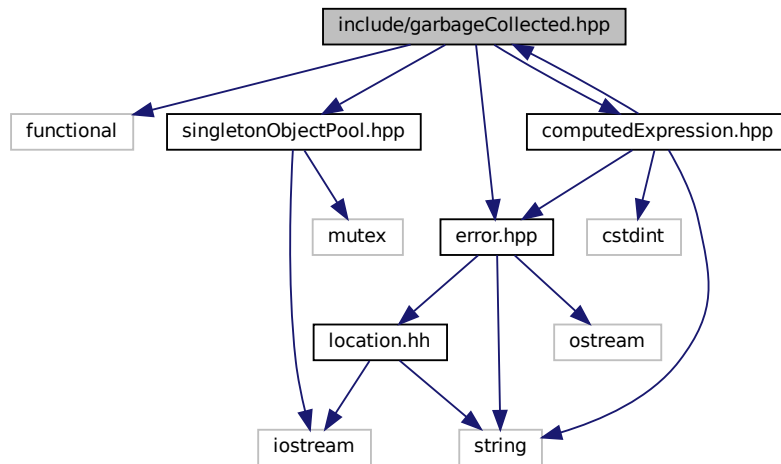 include/garbageCollected.hpp
functional
singletonObjectPool.hpp
computedExpression.hpp
mutex
error.hpp
cstdint
location.hh
ostream
iostream
string